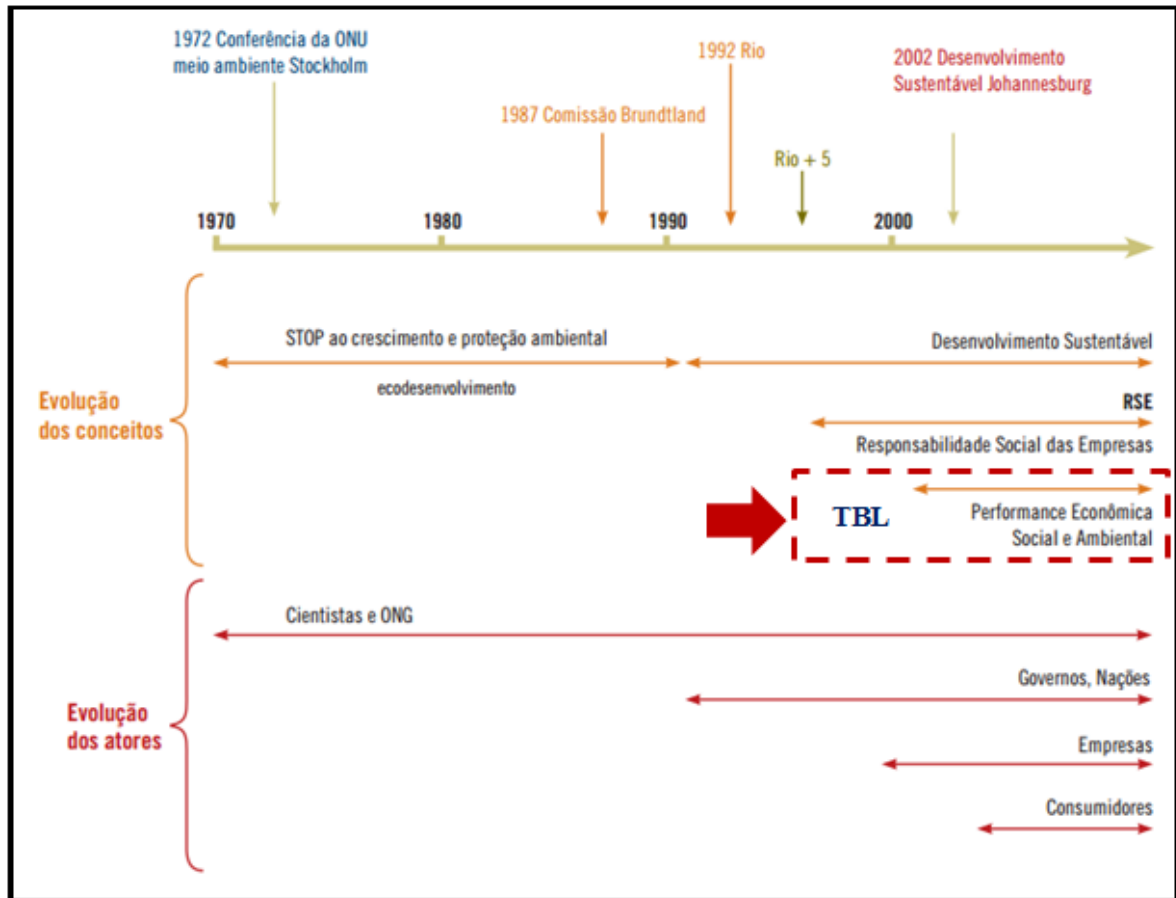 1972 Conferência da ONU
meio ambiente Stockholm
1987 Comissão Brundtland
1992 Rio
Rio + 5
2002 Desenvolvimento
Sustentável Johannesburg
1970
1980
1990
2000
Evolução
dos conceitos
STOP ao crescimento e proteção ambiental
ecodesenvolvimento
Desenvolvimento Sustentável
RSE
Responsabilidade Social das Empresas
TBL
Performance Econômica
Social e Ambiental
Evolução
dos atores
Cientistas e ONG
Governos, Nações
Empresas
Consumidores